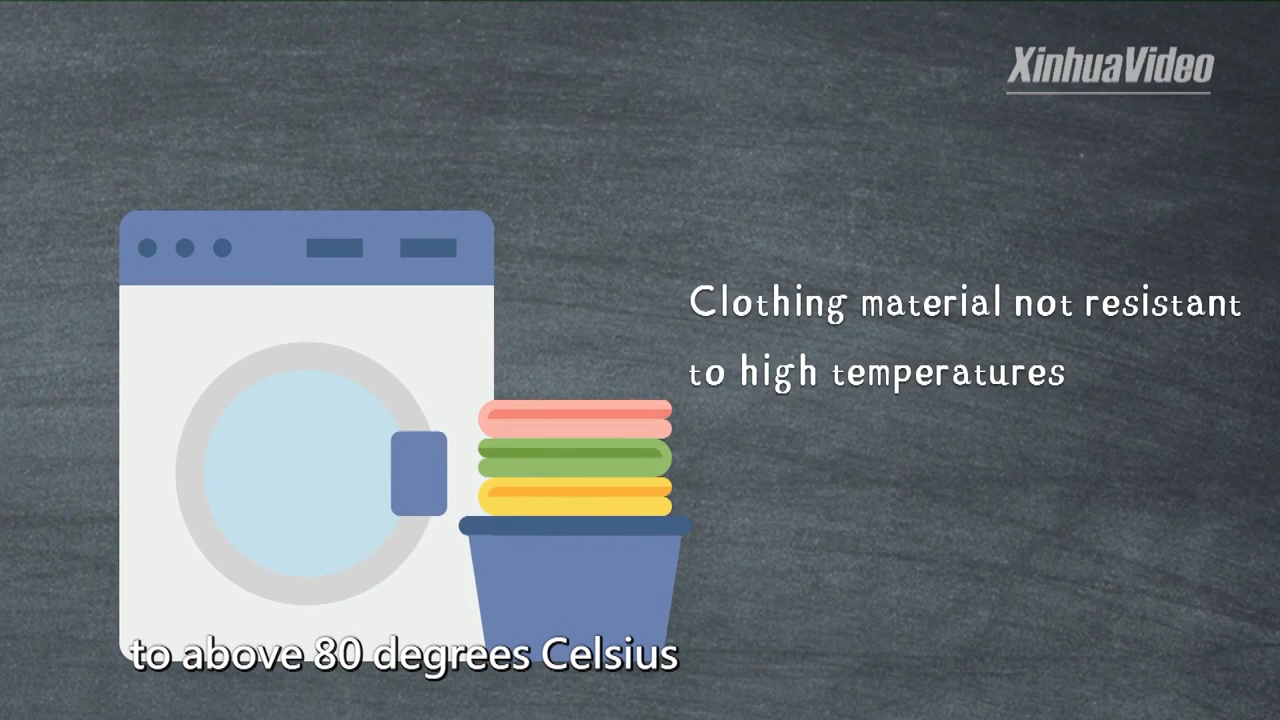 XinhuaVideo
Clothing material not resistant
to high temperatures
to above 80 degrees Celsius